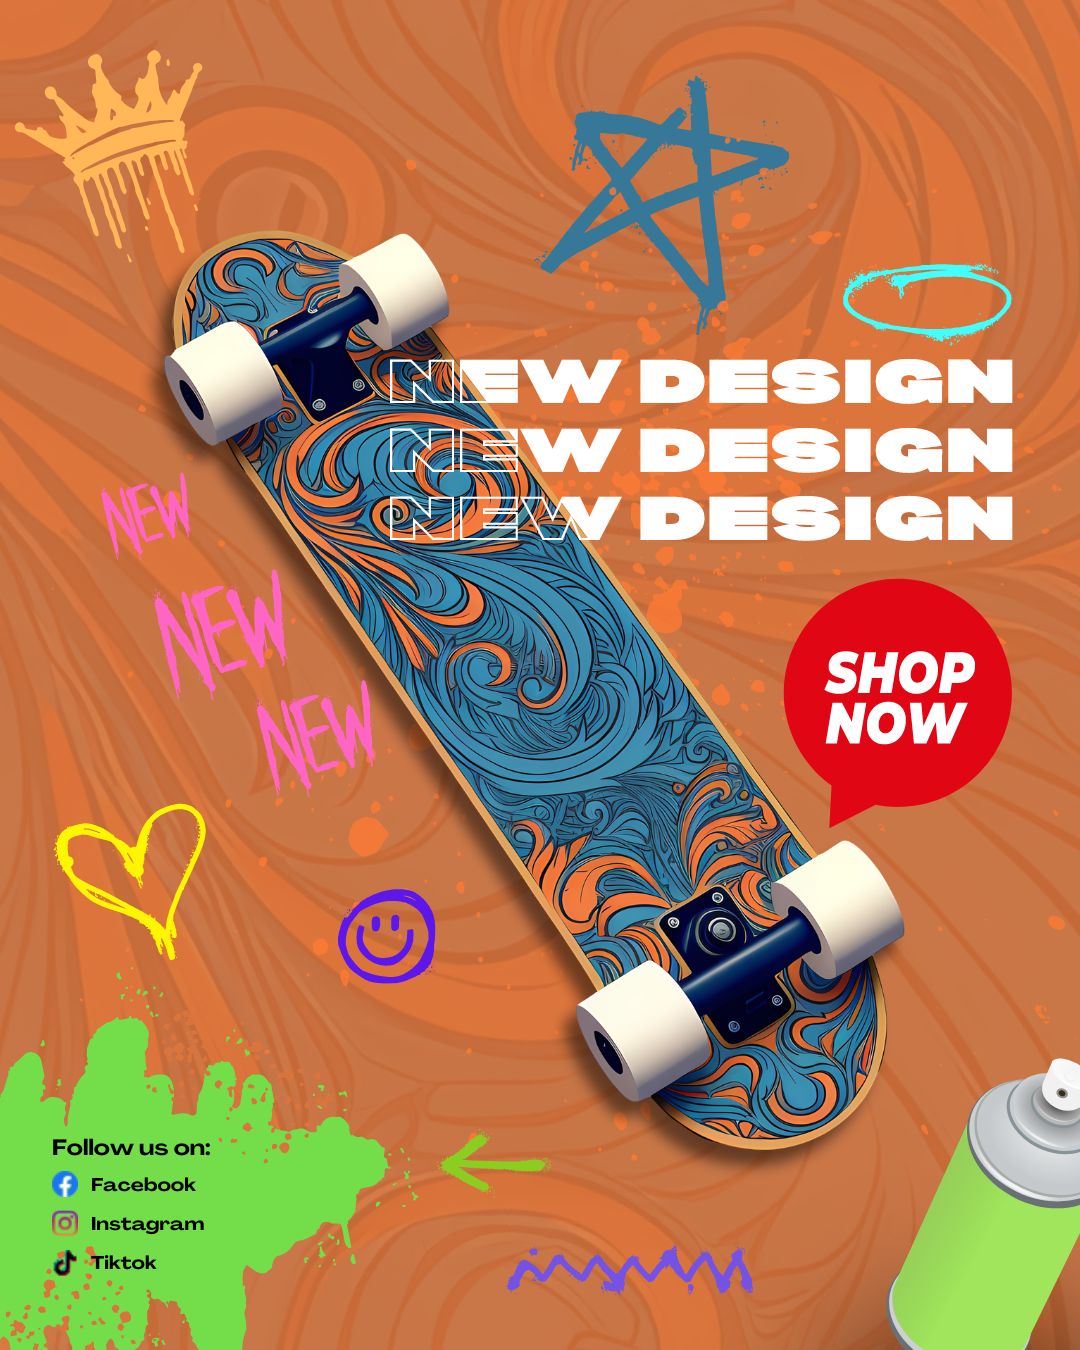 NEW DESIGN
NEW DESIGN
NEW DESIGN
NEW
NEW
NEW
SHOP
NOW
Follow us on:
Facebook
Instagram
Tiktok